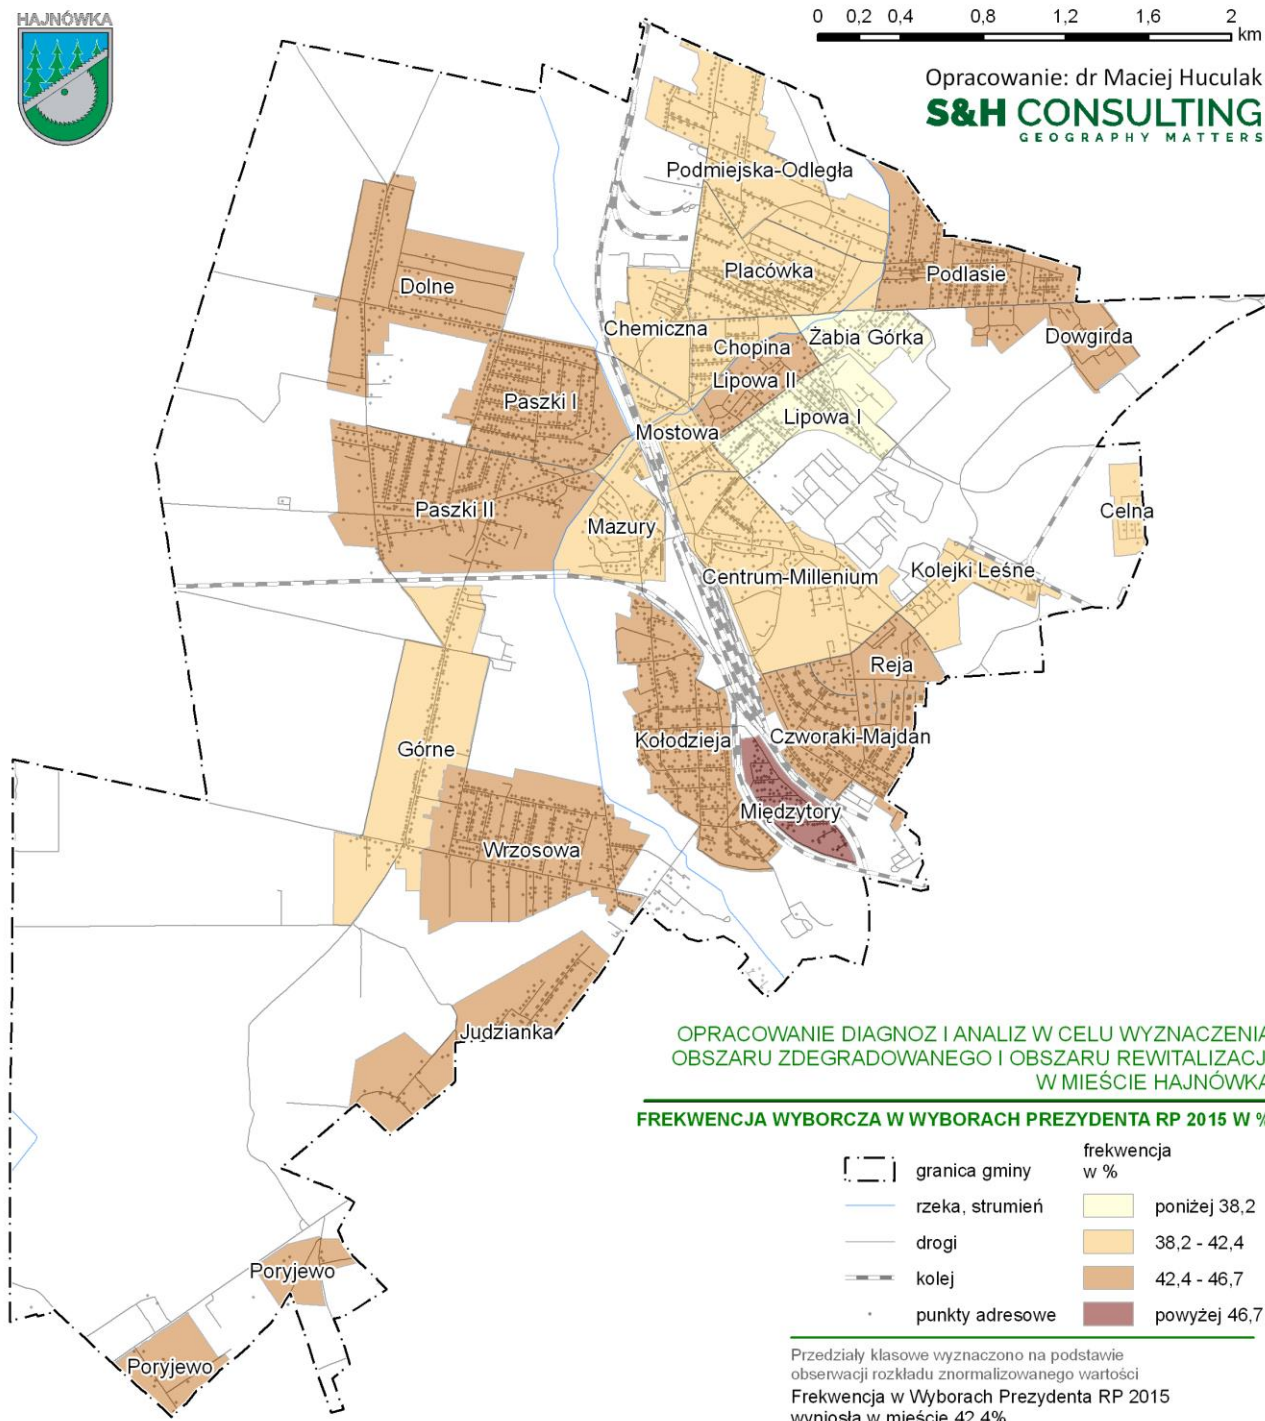 HAJNÓWKA
0 0,2 0,4 0,8 1,2 1,6 2
km
Opracowanie: dr Maciej Huculak
S&H CONSULTING
GEOGRAPHY MATTERS
Podmiejska-Odległa
Dolne
Placówka
Podlasie
Chemiczna
Chopina
Żabia Górka
Dowgirda
Lipowa II
Paszki I
Lipowa I
Mostowa
Paszki II
Mazury
Celna
Centrum-Millenium
Kolejki Leśne
Reja
Górne
Kołodzieja
Czworaki-Majdan
Międzytory
Wrzosowa
Judzianka
Poryjewo
Poryjewo
OPRACOWANIE DIAGNOZ I ANALIZ W CELU WYZNACZENIA
OBSZARU ZDEGRADOWANEGO I OBSZARU REWITALIZACJI
W MIEŚCIE HAJNÓWKA
FREKWENCJA WYBORCZA W WYBORACH PREZYDENTA RP 2015 W %
granica gminy
rzeka, strumień
drogi
kolej
punkty adresowe
frekwencja
w %
poniżej 38,2
38,2 - 42,4
42,4 - 46,7
powyżej 46,7
Przedziały klasowe wyznaczono na podstawie
obserwacji rozkładu znormalizowanego wartości
Frekwencja w Wyborach Prezydenta RP 2015
wyniosła w mieście 42,4%